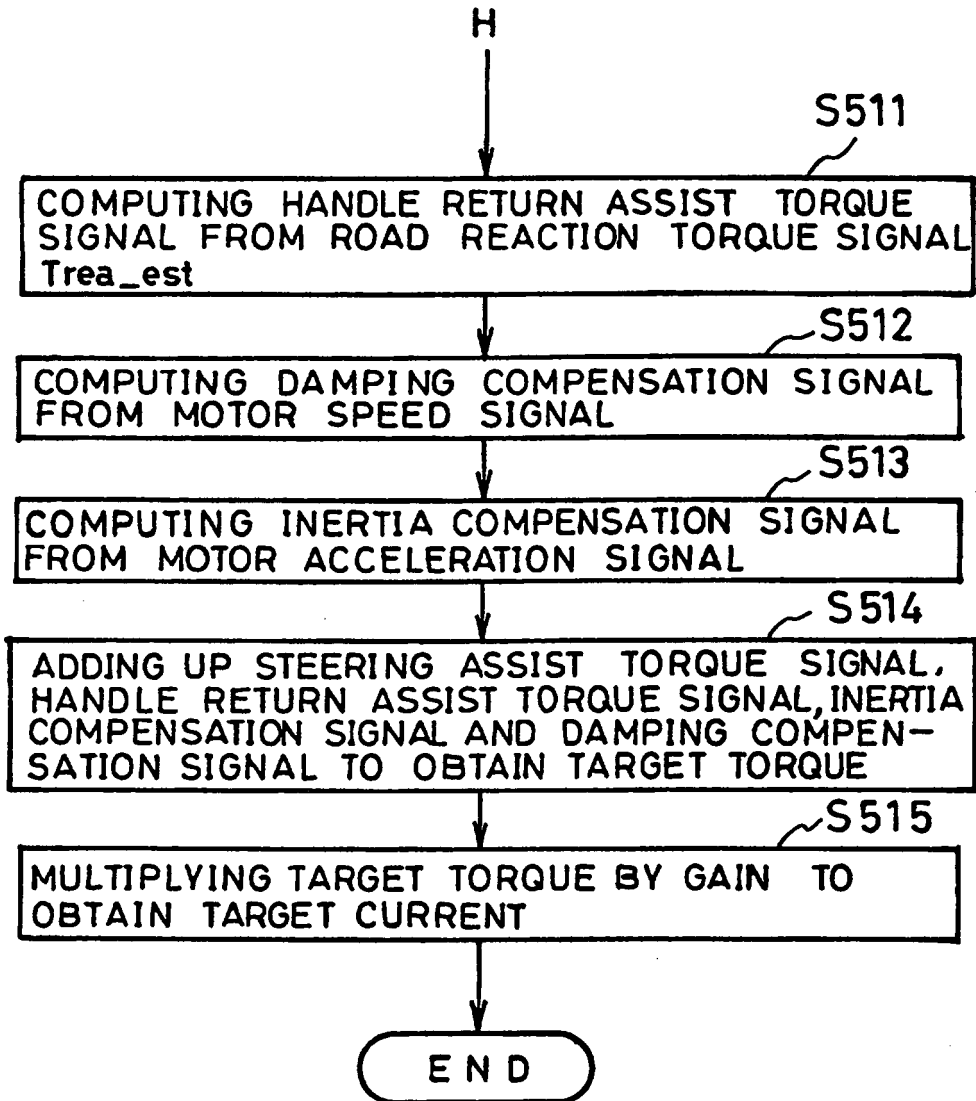 H
S511
COMPUTING HANDLE RETURN ASSIST TORQUE
SIGNAL FROM ROAD REACTION TORQUE SIGNAL
Trea_est
S512
COMPUTING DAMPING COMPENSATION SIGNAL
FROM MOTOR SPEED SIGNAL
S513
COMPUTING INERTIA COMPENSATION SIGNAL
FROM MOTOR ACCELERATION SIGNAL
S514
ADDING UP STEERING ASSIST TORQUE SIGNAL,
HANDLE RETURN ASSIST TORQUE SIGNAL, INERTIA
COMPENSATION SIGNAL AND DAMPING COMPEN-
SATION SIGNAL TO OBTAIN TARGET TORQUE
S515
MULTIPLYING TARGET TORQUE BY GAIN TO
OBTAIN TARGET CURRENT
END